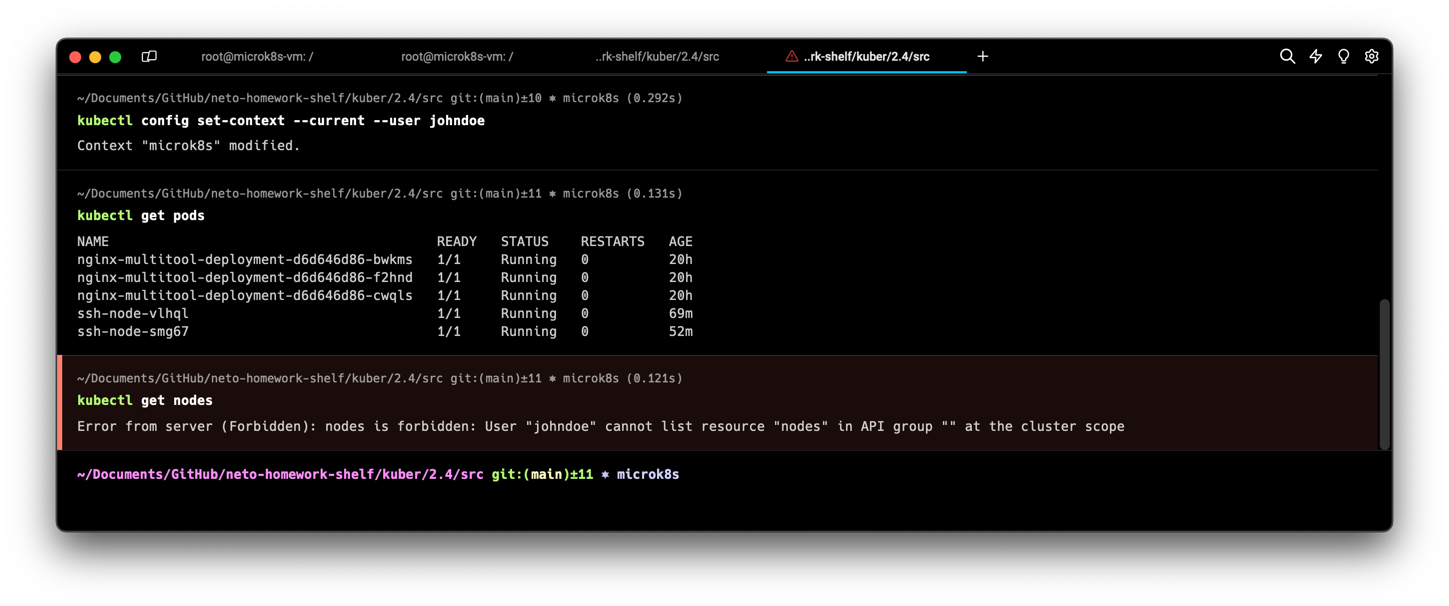 root@microk8s-vm: / root@microk8s-vm: / ..rk-shelf/kuber/2.4/src ..rk-shelf/kuber/2.4/src +
~/Documents/GitHub/neto-homework-shelf/kuber/2.4/src git:(main)±10 ⎈ microk8s (0.292s)
kubectl config set-context --current --user johndoe
Context "microk8s" modified.
~/Documents/GitHub/neto-homework-shelf/kuber/2.4/src git:(main)±11 ⎈ microk8s (0.131s)
kubectl get pods
NAME READY STATUS RESTARTS AGE
nginx-multitool-deployment-d6d646d86-bwkms 1/1 Running 0 20h
nginx-multitool-deployment-d6d646d86-f2hnd 1/1 Running 0 20h
nginx-multitool-deployment-d6d646d86-cwqls 1/1 Running 0 20h
ssh-node-vlhql 1/1 Running 0 69m
ssh-node-smg67 1/1 Running 0 52m
~/Documents/GitHub/neto-homework-shelf/kuber/2.4/src git:(main)±11 ⎈ microk8s (0.121s)
kubectl get nodes
Error from server (Forbidden): nodes is forbidden: User "johndoe" cannot list resource "nodes" in API group "" at the cluster scope
~/Documents/GitHub/neto-homework-shelf/kuber/2.4/src git:(main)±11 ⎈ microk8s